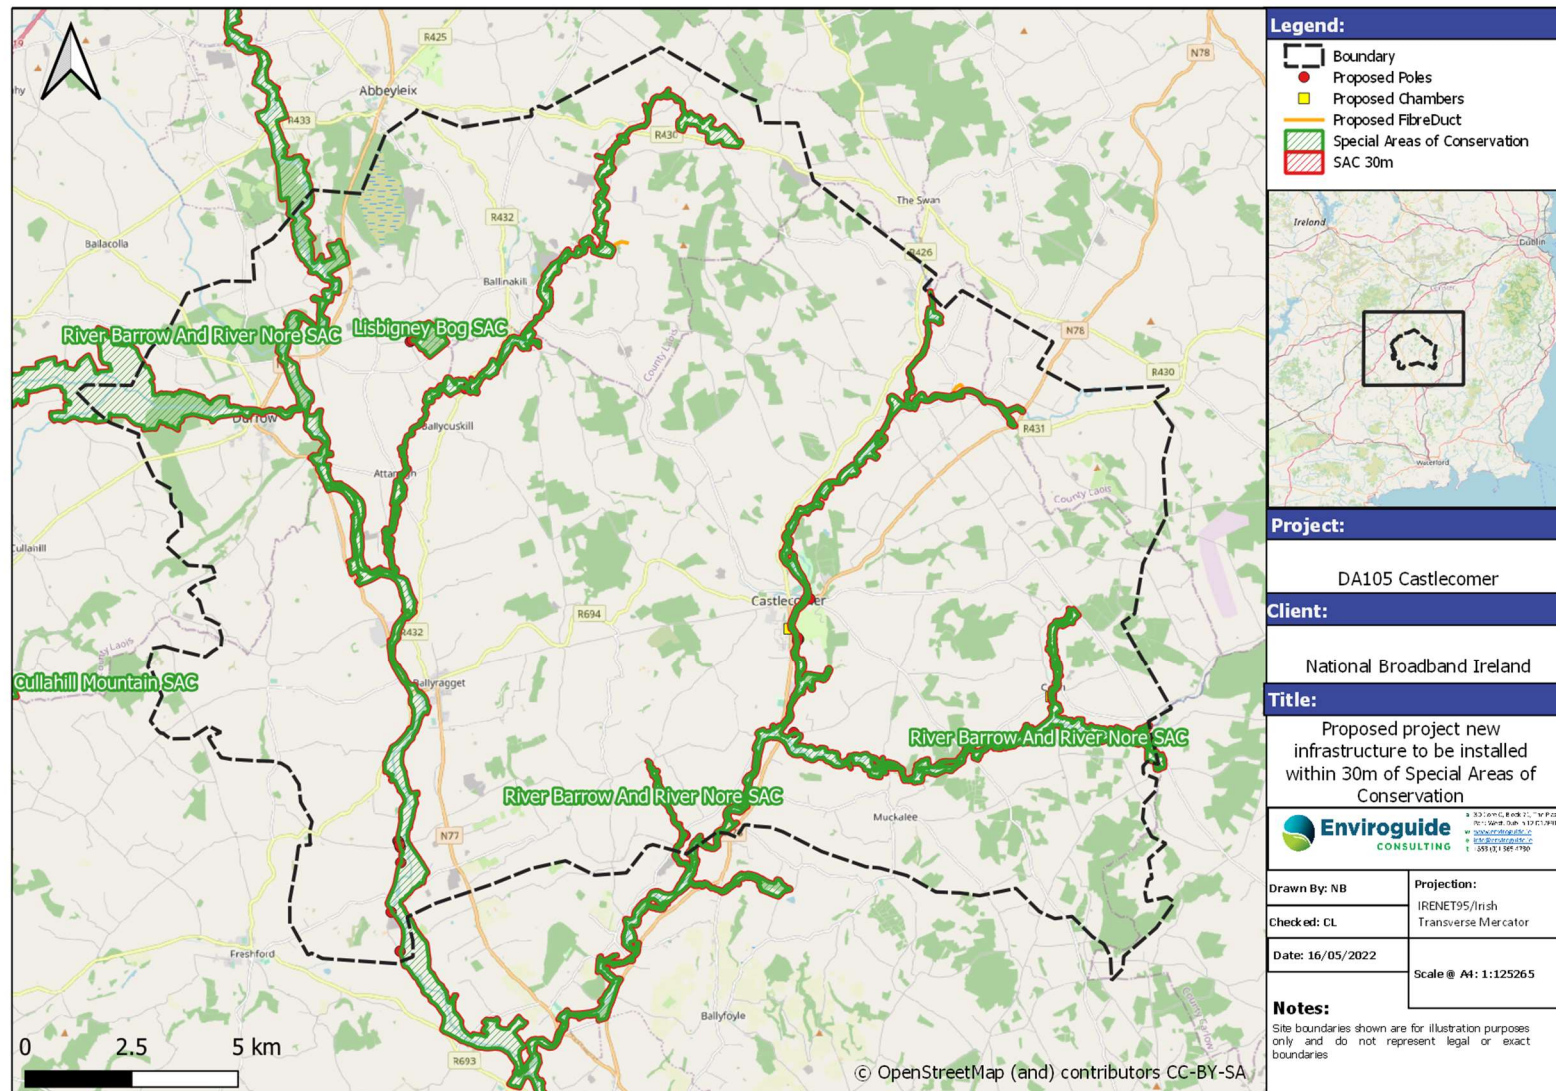 R425
N78
Abbeyleix
R433
R430
The Swan
R432
R426
Ballacolla
Ballinakill
River Barrow And River Nore SAC
Lisbigney Bog SAC
County Laois
R430
Durrow
Ballyouskill
R431
Attanagh
County Laois
Cullahill
Castlecomer
R694
R432
Cullahill Mountain SAC
Ballyragget
River Barrow And River Nore SAC
River Barrow And River Nore SAC
Muckalee
N77
Freshford
Ballyfoyle
R693
0 2.5 5 km
© OpenStreetMap (and) contributors CC-BY-SA
Legend:
Boundary
Proposed Poles
Proposed Chambers
Proposed FibreDuct
Special Areas of Conservation
SAC 30m
Ireland
Dublin
Waterford
Project:
DA105 Castlecomer
Client:
National Broadband Ireland
Title:
Proposed project new
infrastructure to be installed
within 30m of Special Areas of
Conservation
Enviroguide
CONSULTING
Drawn By: NB
Checked: CL
Date: 16/05/2022
Projection:
IRENET95/Irish
Transverse Mercator
Scale @ A4: 1:125265
Notes:
Site boundaries shown are for illustration purposes
only and do not represent legal or exact
boundaries